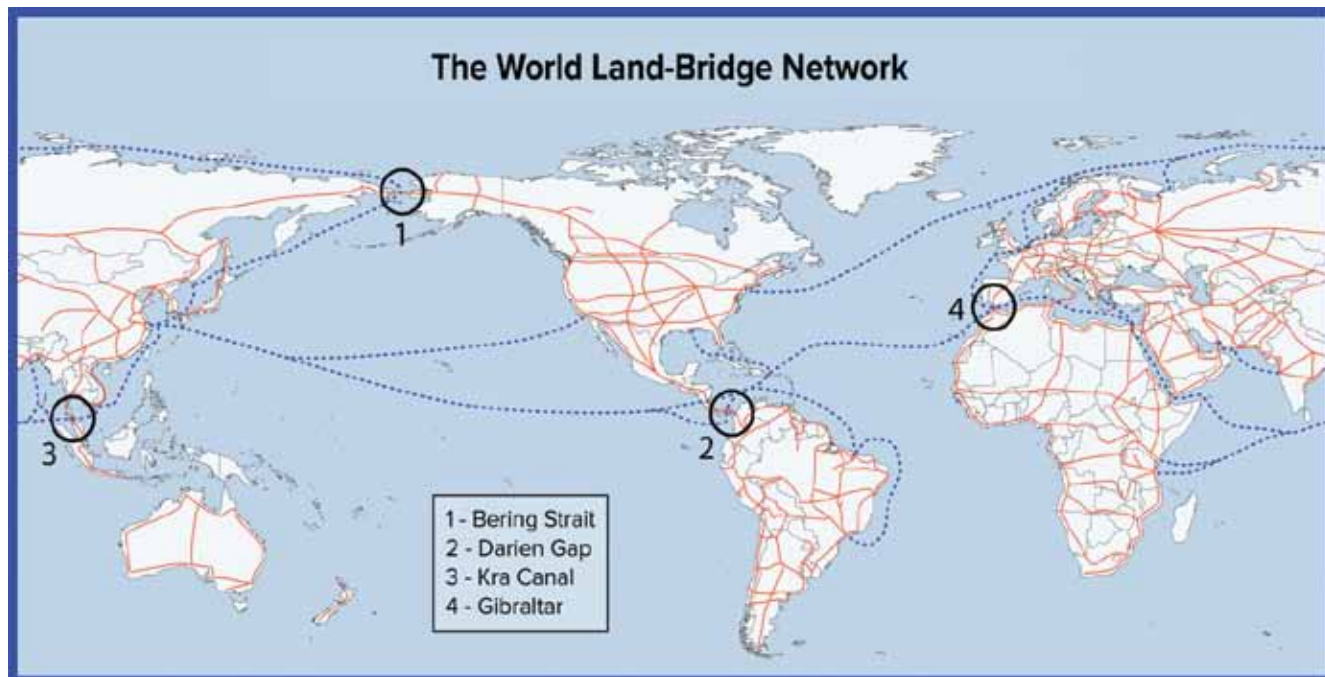 The World Land-Bridge Network
1
4
3
2
1 - Bering Strait
2 - Darien Gap
3 - Kra Canal
4 - Gibraltar